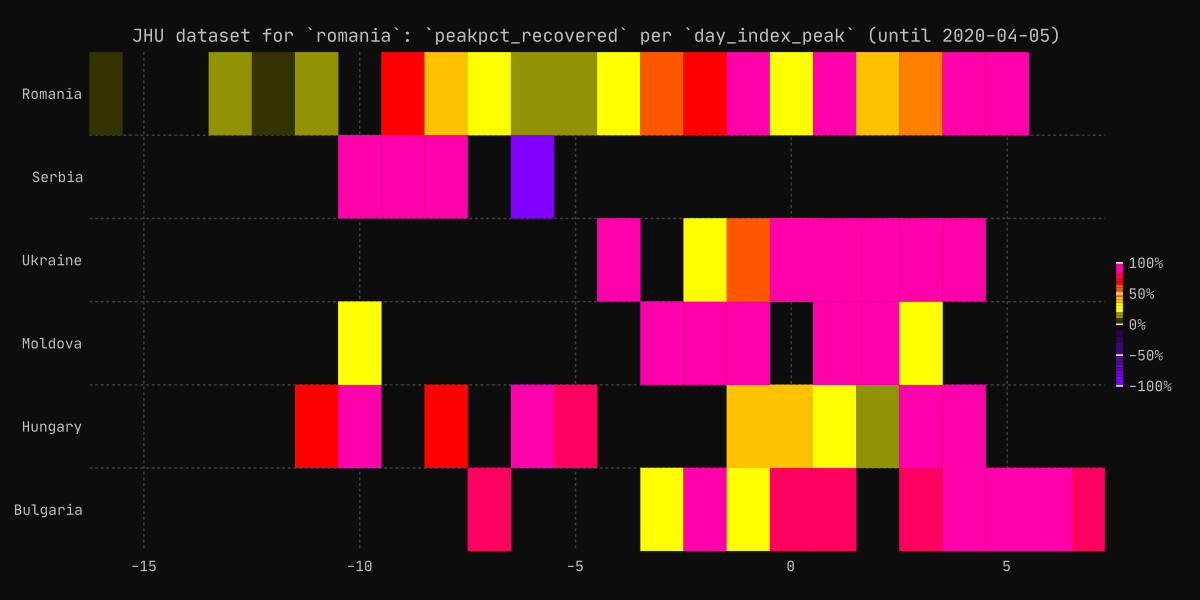 JHU dataset for `romania`: `peakpct_recovered` per `day_index_peak` (until 2020-04-05)
Romania
Serbia
Ukraine
Moldova
Hungary
Bulgaria
100%
50%
0%
-50%
-100%
-15 -10 -5 0 5